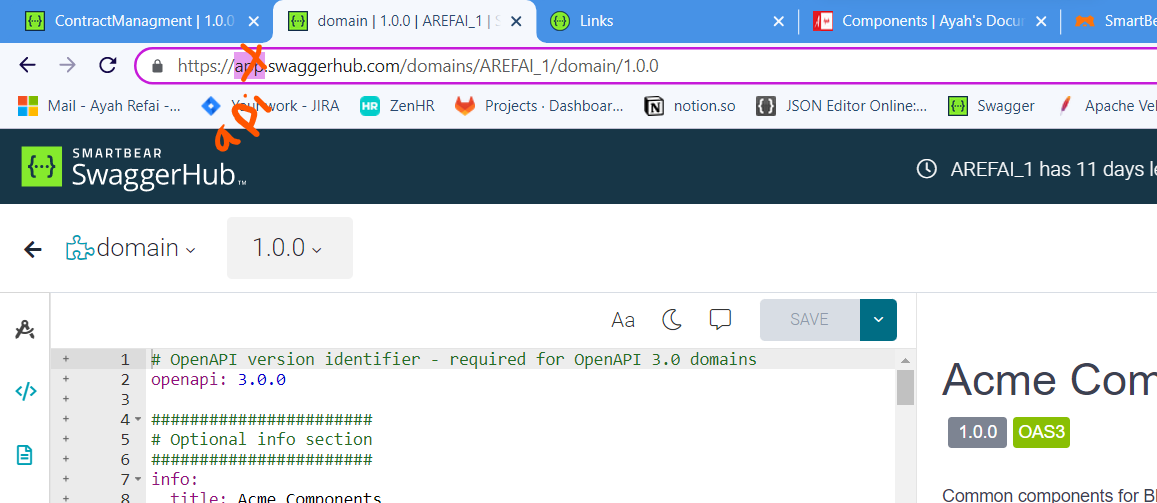 ContractManagment | 1.0.0
domain | 1.0.0 | AREFAI_1 | S
Links
Components | Ayah's Docu
SmartBe
https://app.swaggerhub.com/domains/AREFAI_1/domain/1.0.0
x
api
Mail - Ayah Refai -...
Your work - JIRA
ZenHR
Projects · Dashboar...
notion.so
JSON Editor Online:...
Swagger
Apache Vel
SMARTBEAR
SwaggerHub™
AREFAI_1 has 11 days le
domain
1.0.0
Aa
SAVE
1 # OpenAPI version identifier - required for OpenAPI 3.0 domains
2 openapi: 3.0.0
3
4 #######################
5 # Optional info section
6 #######################
7 info:
8 title: Acme Components
Acme Com
1.0.0 OAS3
Common components for B